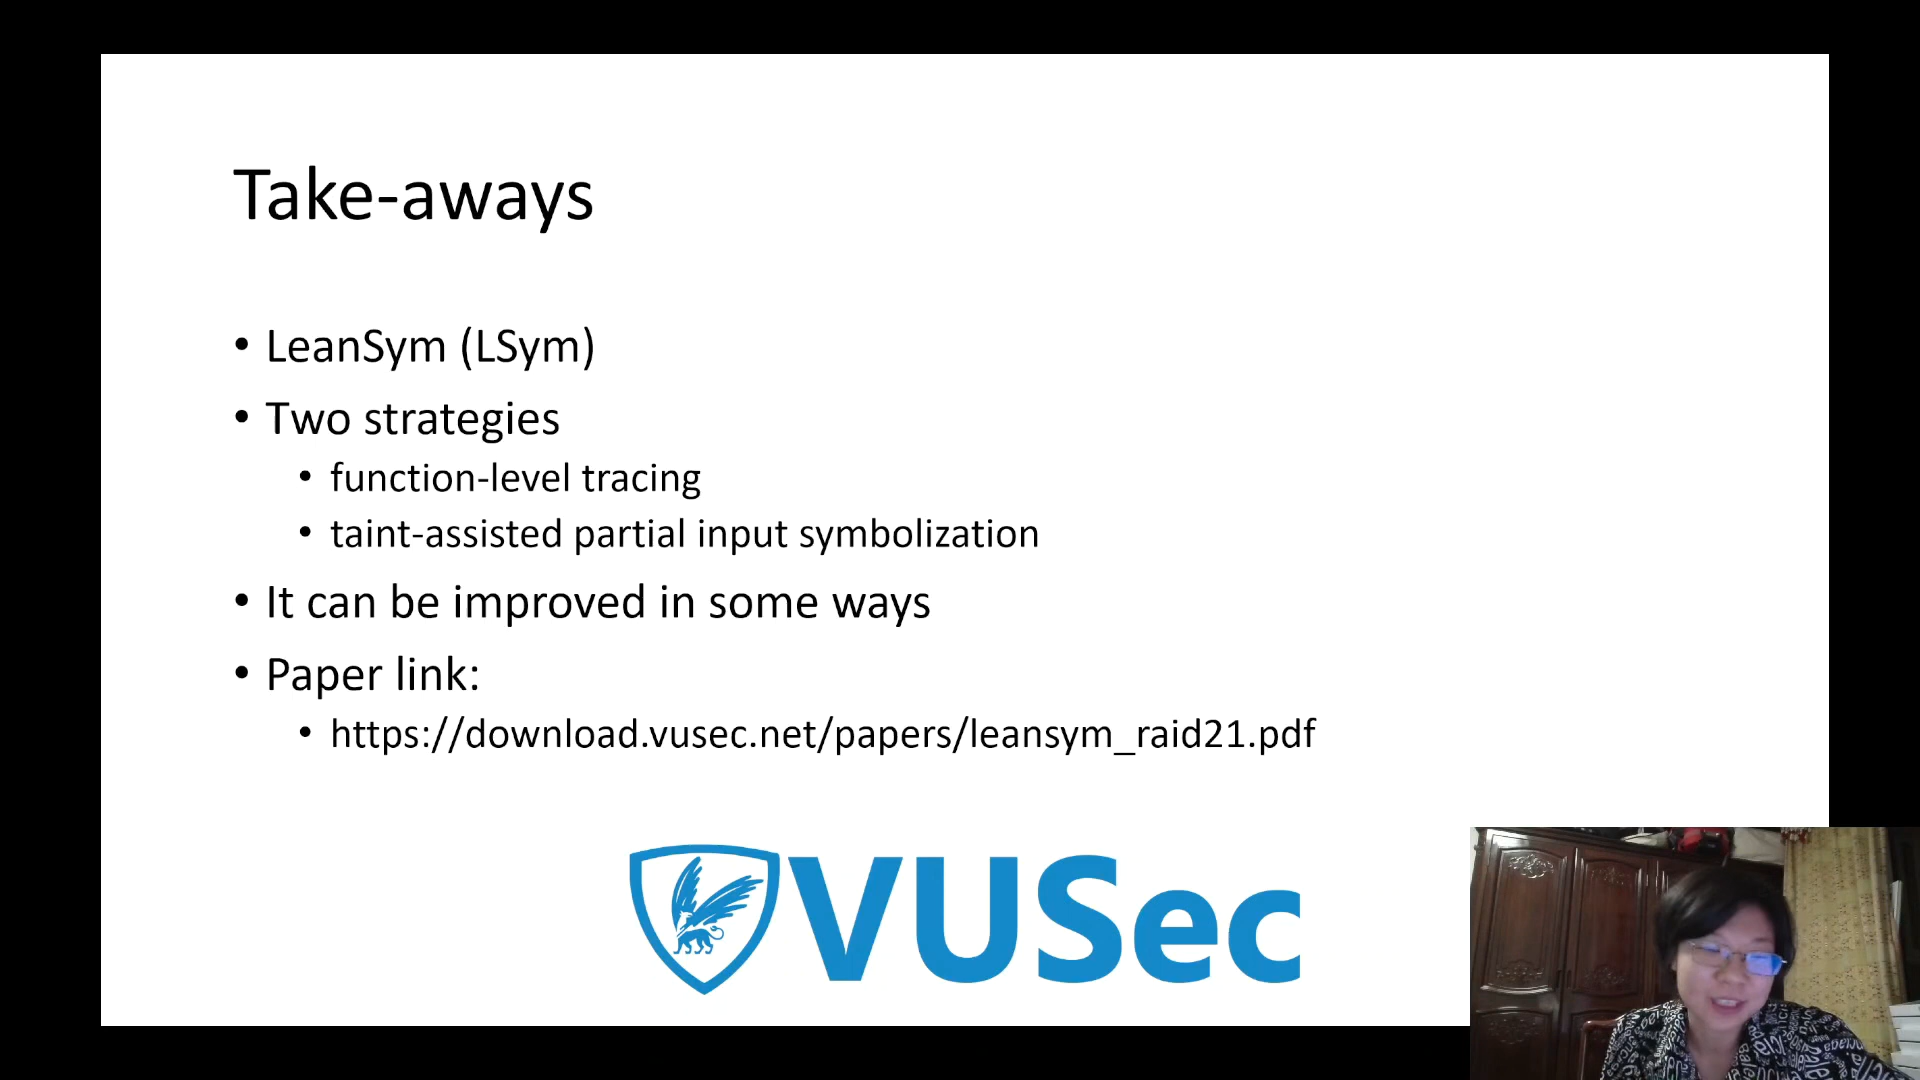 Take-aways
• LeanSym (LSym)
• Two strategies
• function-level tracing
• taint-assisted partial input symbolization
• It can be improved in some ways
• Paper link:
• https://download.vusec.net/papers/leansym_raid21.pdf
VUSec